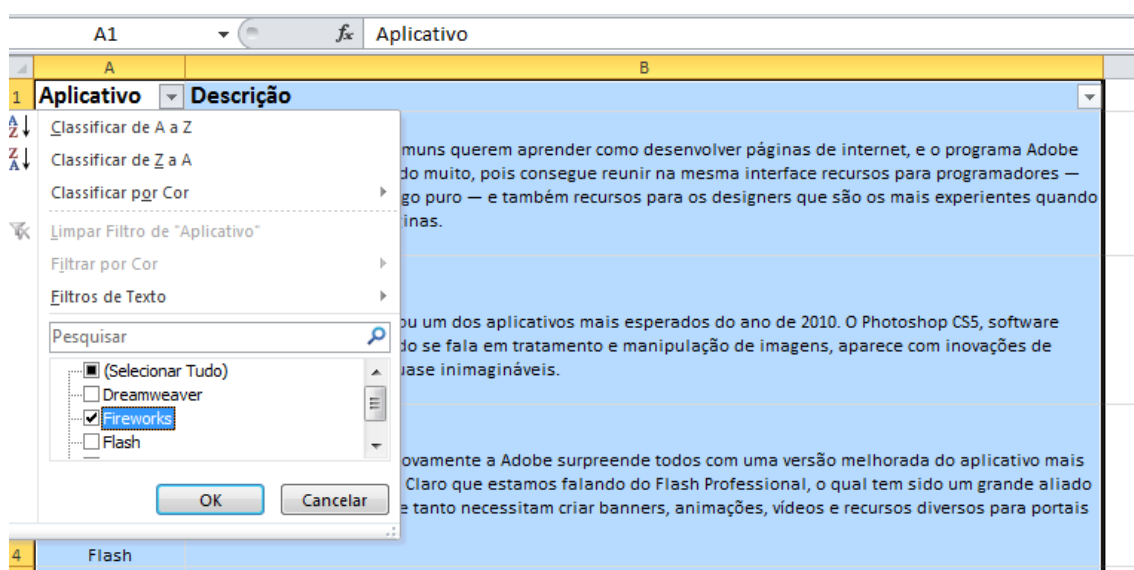 A1 fx Aplicativo
A B
1 Aplicativo Descrição
Classificar de A a Z
Classificar de Z a A
Classificar por Cor
Limpar Filtro de "Aplicativo"
Filtrar por Cor
Filtros de Texto
Pesquisar
(Selecionar Tudo)
Dreamweaver
Fireworks
Flash
OK Cancelar
muns querem aprender como desenvolver páginas de internet, e o programa Adobe
do muito, pois consegue reunir na mesma interface recursos para programadores —
go puro — e também recursos para os designers que são os mais experientes quando
inas.
ou um dos aplicativos mais esperados do ano de 2010. O Photoshop CS5, software
do se fala em tratamento e manipulação de imagens, aparece com inovações de
uase inimagináveis.
ovamente a Adobe surpreende todos com uma versão melhorada do aplicativo mais
Claro que estamos falando do Flash Professional, o qual tem sido um grande aliado
e tanto necessitam criar banners, animações, vídeos e recursos diversos para portais
4 Flash